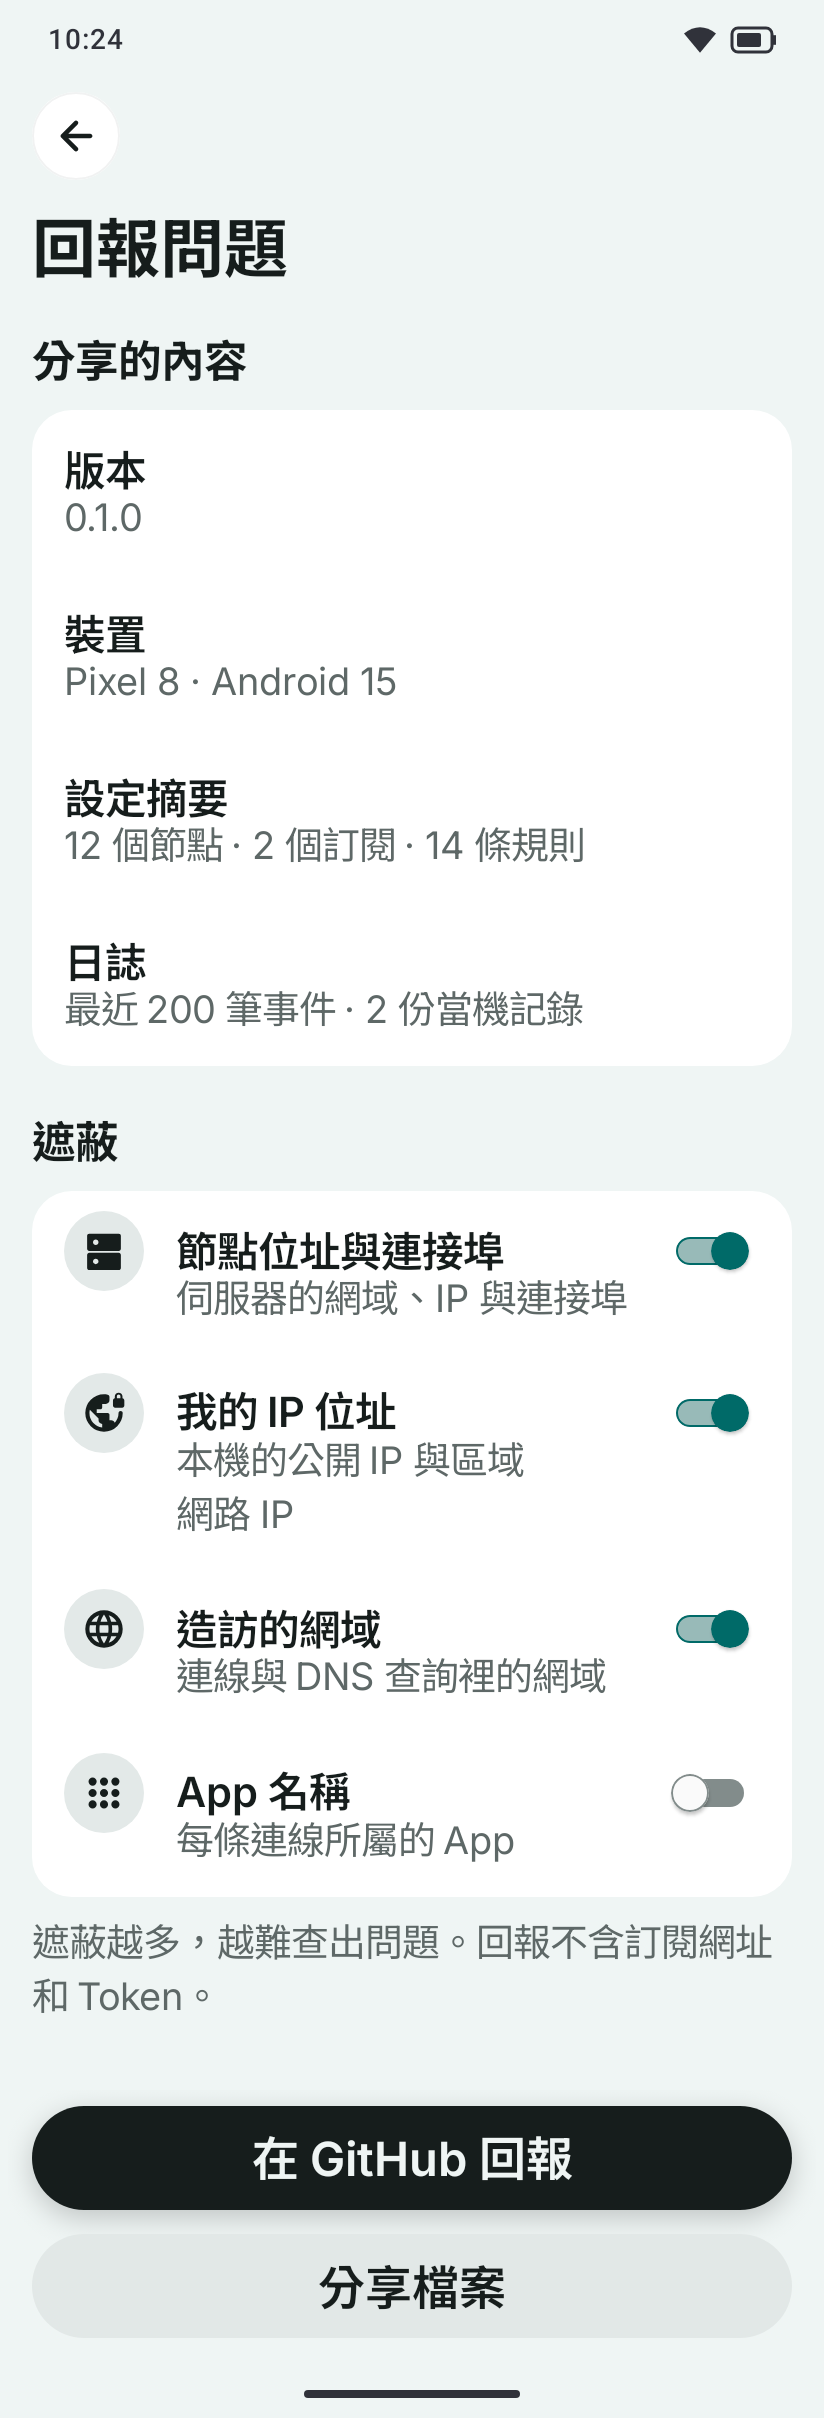 10:24
回報問題
分享的內容
版本
0.1.0
裝置
Pixel 8 · Android 15
設定摘要
12 個節點 · 2 個訂閱 · 14 條規則
日誌
最近 200 筆事件 · 2 份當機記錄
遮蔽
節點位址與連接埠
伺服器的網域、IP 與連接埠
我的 IP 位址
本機的公開 IP 與區域
網路 IP
造訪的網域
連線與 DNS 查詢裡的網域
App 名稱
每條連線所屬的 App
遮蔽越多，越難查出問題。回報不含訂閱網址
和 Token。
在 GitHub 回報
分享檔案